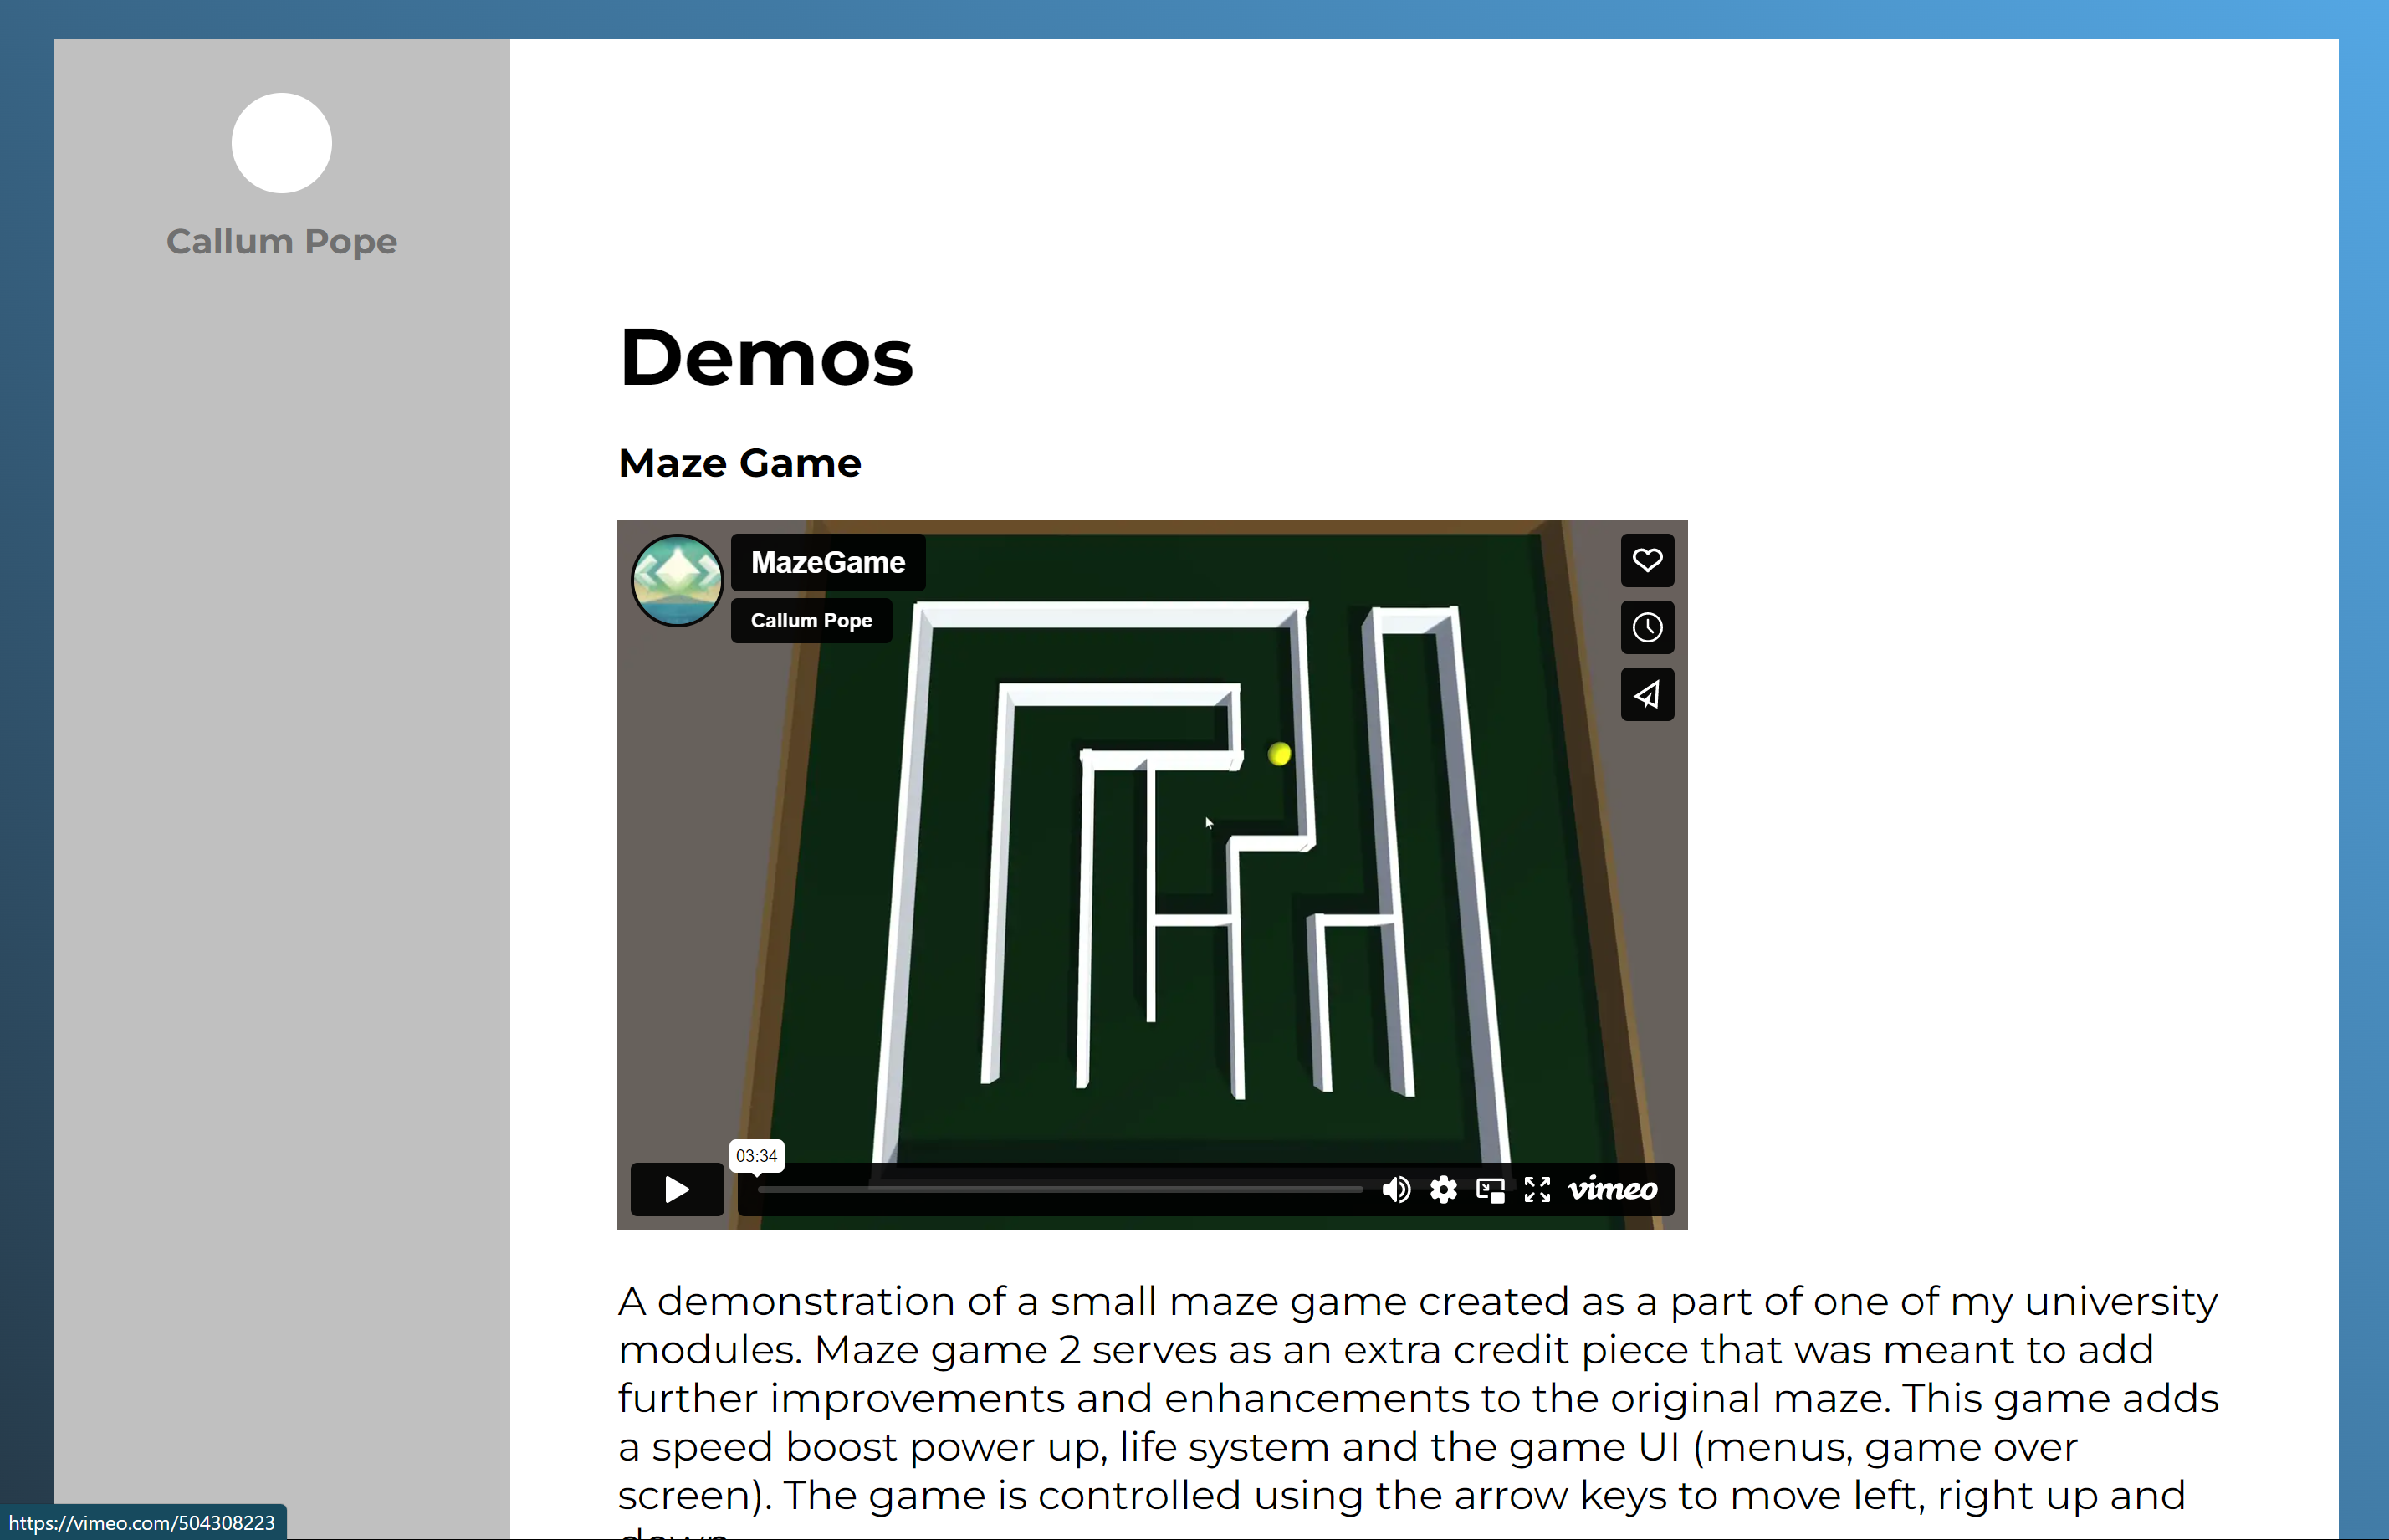 Callum Pope
Demos
Maze Game
MazeGame
Callum Pope
03:34
vimeo
A demonstration of a small maze game created as a part of one of my university
modules. Maze game 2 serves as an extra credit piece that was meant to add
further improvements and enhancements to the original maze. This game adds
a speed boost power up, life system and the game UI (menus, game over
screen). The game is controlled using the arrow keys to move left, right up and
down
https://vimeo.com/504308223